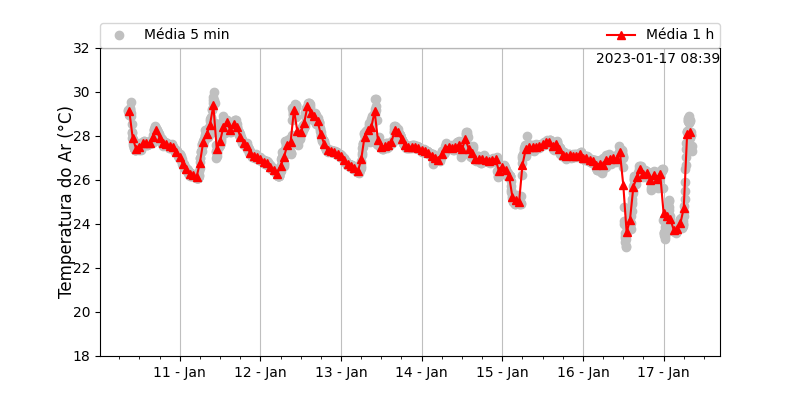 Média 5 min
Média 1 h
2023-01-17 08:39
Temperatura do Ar (°C)
32
30
28
26
24
22
20
18
11 - Jan
12 - Jan
13 - Jan
14 - Jan
15 - Jan
16 - Jan
17 - Jan